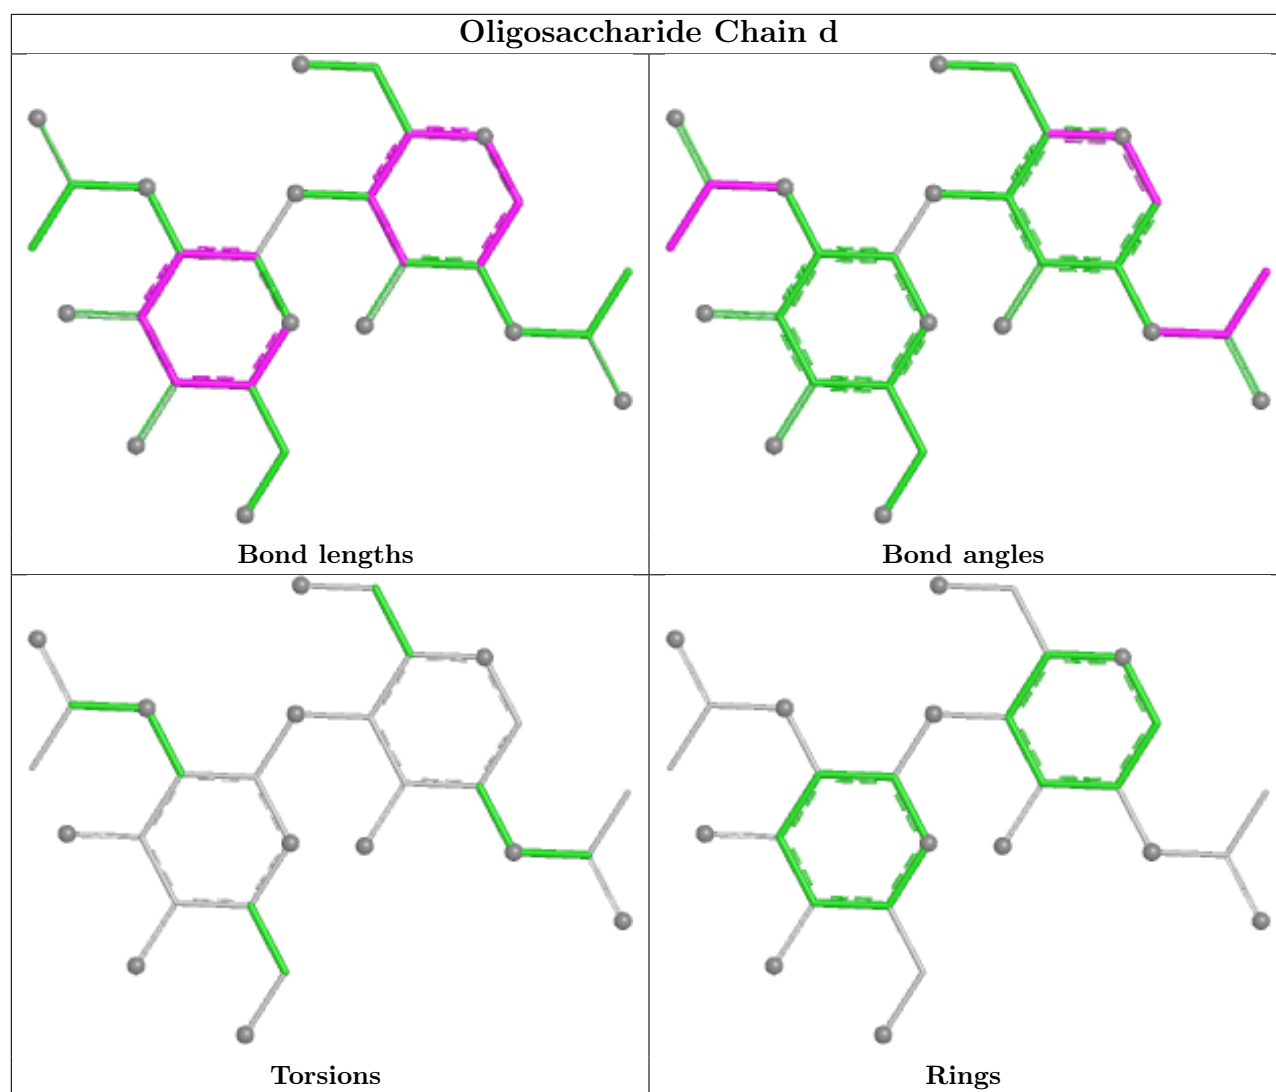 Oligosaccharide Chain d
Bond lengths
Bond angles
Torsions
Rings